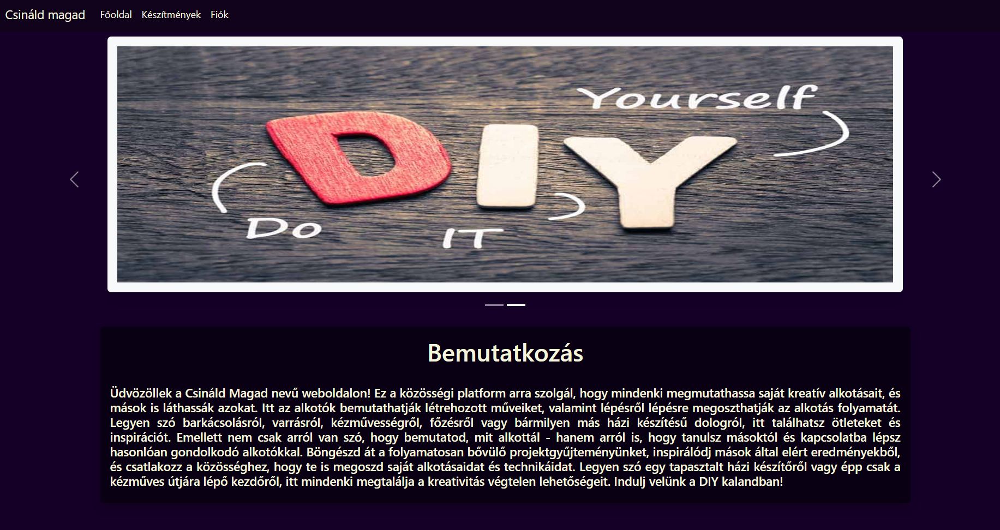 Csináld magad Főoldal Készítmények Fiók
Yourself
DIY
Do
IT
Bemutatkozás
Üdvözöllek a Csináld Magad nevű weboldalon! Ez a közösségi platform arra szolgál, hogy mindenki megmutathassa saját kreatív alkotásait, és
mások is láthassák azokat. Itt az alkotók bemutathatják létrehozott műveiket, valamint lépésről lépésre megoszthatják az alkotás folyamatát.
Legyen szó barkácsolásról, varrásról, kézművességről, főzésről vagy bármilyen más házi készítésű dologról, itt találhatsz ötleteket és
inspirációt. Emellett nem csak arról van szó, hogy bemutatod, mit alkottál - hanem arról is, hogy tanulsz másoktól és kapcsolatba lépsz
hasonlóan gondolkodó alkotókkal. Böngészd át a folyamatosan bővülő projektgyűjteményünket, inspirálódj mások által elért eredményekből,
és csatlakozz a közösséghez, hogy te is megoszd saját alkotásaidat és technikáidat. Legyen szó egy tapasztalt házi készítőről vagy épp csak a
kézműves útjára lépő kezdőről, itt mindenki megtalálja a kreativitás végtelen lehetőségeit. Indulj velünk a DIY kalandban!